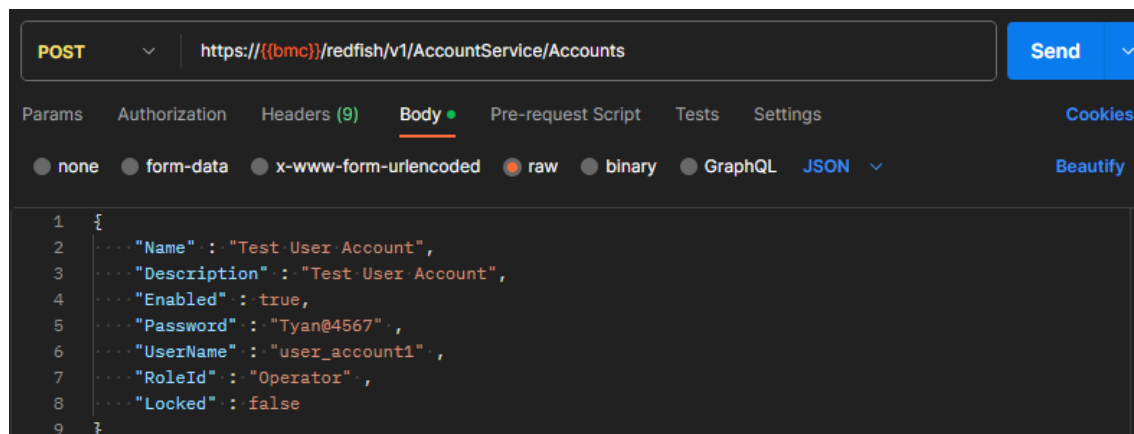 POST https://{{bmc}}/redfish/v1/AccountService/Accounts Send
Params Authorization Headers (9) Body Pre-request Script Tests Settings Cookies
none form-data x-www-form-urlencoded raw binary GraphQL JSON Beautify
1 {
2 "Name" : "Test User Account",
3 "Description" : "Test User Account",
4 "Enabled" : true,
5 "Password" : "Tyan@4567" ,
6 "UserName" : "user_account1" ,
7 "RoleId" : "Operator" ,
8 "Locked" : false
9 }